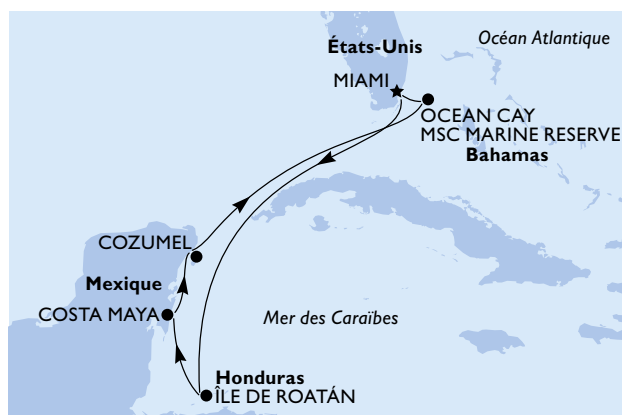 Océan Atlantique
États-Unis
MIAMI
OCEAN CAY
MSC MARINE RESERVE
Bahamas
COZUMEL
Mexique
COSTA MAYA
Mer des Caraïbes
Honduras
ÎLE DE ROATÁN